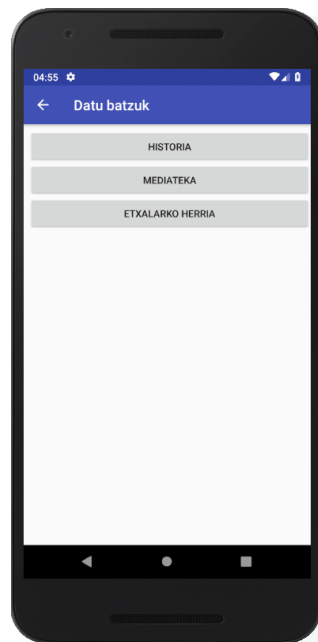 04:55
Datu batzuk
HISTORIA
MEDIATEKA
ETXALARKO HERRIA